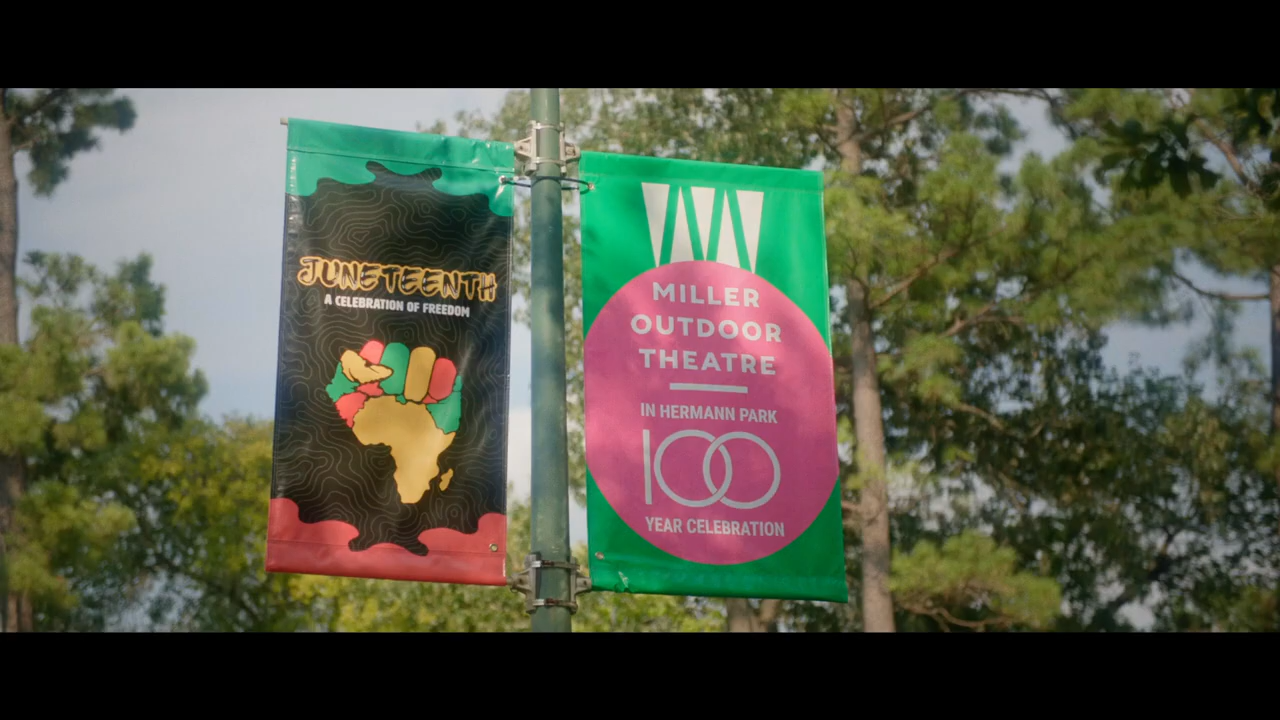 JUNETEENTH
A CELEBRATION OF FREEDOM
MILLER
OUTDOOR
THEATRE
IN HERMANN PARK
100
YEAR CELEBRATION